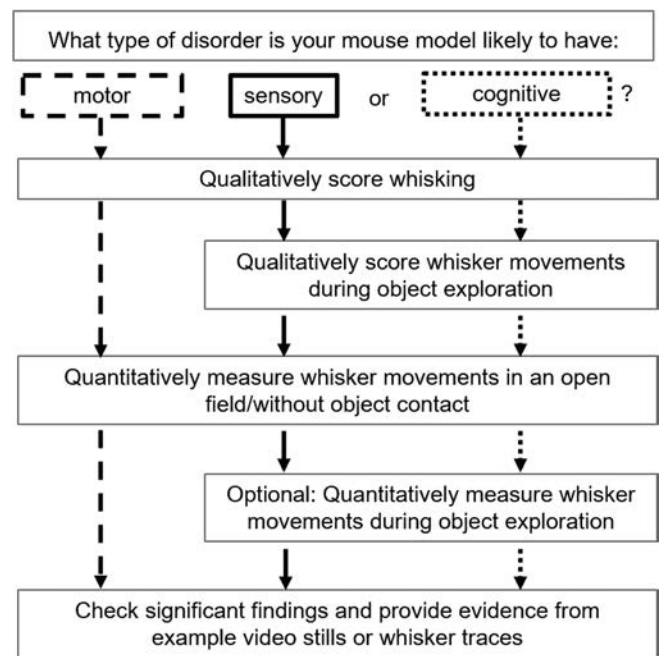 What type of disorder is your mouse model likely to have:
motor sensory or cognitive ?
Qualitatively score whisking
Qualitatively score whisker movements
during object exploration
Quantitatively measure whisker movements in an open
field/without object contact
Optional: Quantitatively measure whisker
movements during object exploration
Check significant findings and provide evidence from
example video stills or whisker traces